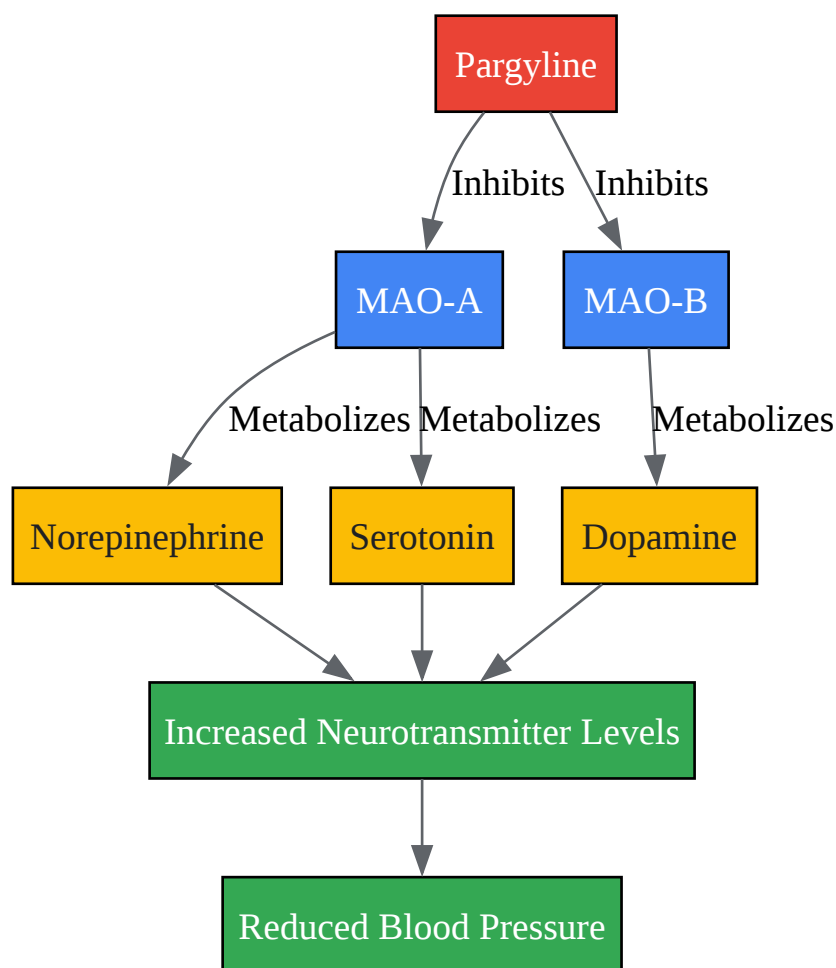 Pargyline
Inhibits
Inhibits
MAO-A
MAO-B
Metabolizes
Metabolizes
Metabolizes
Norepinephrine
Serotonin
Dopamine
Increased Neurotransmitter Levels
Reduced Blood Pressure